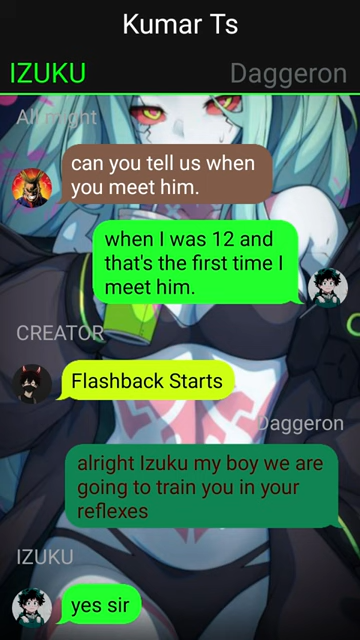 Kumar Ts
IZUKU
Daggeron
All might
can you tell us when
you meet him.
when I was 12 and
that's the first time I
meet him.
CREATOR
Flashback Starts
Daggeron
alright Izuku my boy we are
going to train you in your
reflexes
IZUKU
yes sir